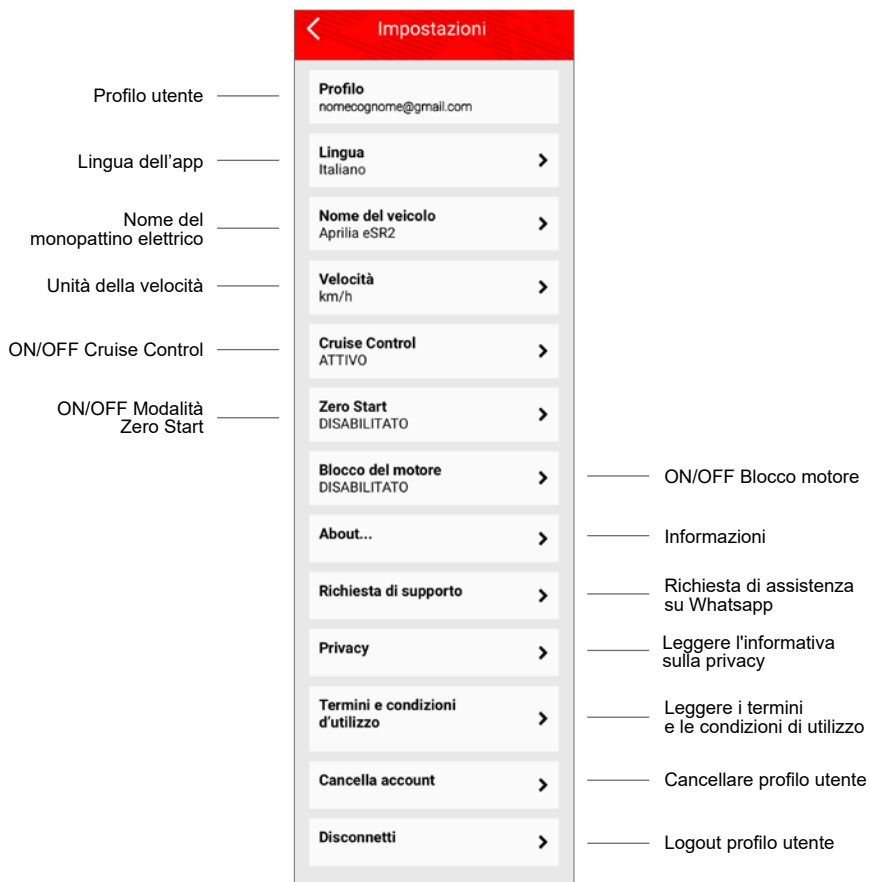 Impostazioni
Profilo utente
Profilo
nomecognome@gmail.com
Lingua dell'app
Lingua
Italiano
Nome del
monopattino elettrico
Nome del veicolo
Aprilia eSR2
Unità della velocità
Velocità
km/h
ON/OFF Cruise Control
Cruise Control
ATTIVO
ON/OFF Modalità
Zero Start
Zero Start
DISABILITATO
Blocco del motore
DISABILITATO
ON/OFF Blocco motore
About...
Informazioni
Richiesta di supporto
Richiesta di assistenza
su Whatsapp
Privacy
Leggere l'informativa
sulla privacy
Termini e condizioni
d'utilizzo
Leggere i termini
e le condizioni di utilizzo
Cancella account
Cancellare profilo utente
Disconnetti
Logout profilo utente